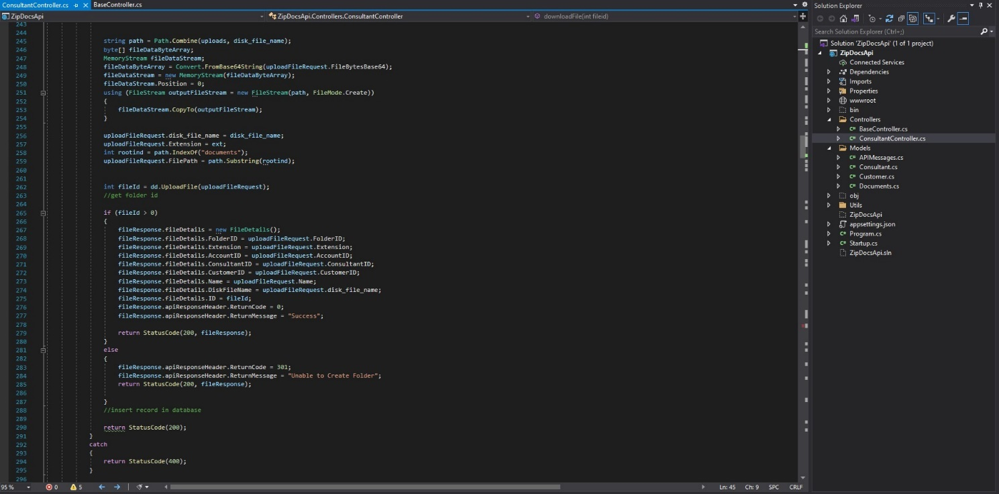 ConsultantController.cs
BaseController.cs
ZipDocsApi
ZipDocsApi.Controllers.ConsultantController
downloadFile(int fileid)
243
244
245 string path = Path.Combine(uploads, disk_file_name);
246 byte[] fileDataByteArray;
247 MemoryStream fileDataStream;
248 fileDataByteArray = Convert.FromBase64String(uploadFileRequest.FileBytesBase64);
249 fileDataStream = new MemoryStream(fileDataByteArray);
250 fileDataStream.Position = 0;
251 using (FileStream outputFileStream = new FileStream(path, FileMode.Create))
252 {
253 fileDataStream.CopyTo(outputFileStream);
254 }
255
256 uploadFileRequest.disk_file_name = disk_file_name;
257 uploadFileRequest.Extension = ext;
258 int rootind = path.IndexOf("documents");
259 uploadFileRequest.FilePath = path.Substring(rootind);
260
261
262 int fileId = dd.UploadFile(uploadFileRequest);
263 //get folder id
264
265 if (fileId > 0)
266 {
267 fileResponse.fileDetails = new FileDetails();
268 fileResponse.fileDetails.FolderID = uploadFileRequest.FolderID;
269 fileResponse.fileDetails.Extension = uploadFileRequest.Extension;
270 fileResponse.fileDetails.AccountID = uploadFileRequest.AccountID;
271 fileResponse.fileDetails.ConsultantID = uploadFileRequest.ConsultantID;
272 fileResponse.fileDetails.CustomerID = uploadFileRequest.CustomerID;
273 fileResponse.fileDetails.Name = uploadFileRequest.Name;
274 fileResponse.fileDetails.DiskFileName = uploadFileRequest.disk_file_name;
275 fileResponse.fileDetails.ID = fileId;
276 fileResponse.apiResponseHeader.ReturnCode = 0;
277 fileResponse.apiResponseHeader.ReturnMessage = "Success";
278
279 return StatusCode(200, fileResponse);
280 }
281 else
282 {
283 fileResponse.apiResponseHeader.ReturnCode = 301;
284 fileResponse.apiResponseHeader.ReturnMessage = "Unable to Create Folder";
285 return StatusCode(200, fileResponse);
286
287 }
288 //insert record in database
289
290 return StatusCode(200);
291 }
292 catch
293 {
294 return StatusCode(400);
295 }
296
95 %
0
5
Ln: 45
Ch: 9
SPC
CRLF
Solution Explorer
Search Solution Explorer (Ctrl+;)
Solution 'ZipDocsApi' (1 of 1 project)
ZipDocsApi
Connected Services
Dependencies
Imports
Properties
wwwroot
bin
Controllers
C# BaseController.cs
C# ConsultantController.cs
Models
C# APIMessages.cs
C# Consultant.cs
C# Customer.cs
C# Documents.cs
obj
Utils
ZipDocsApi
appsettings.json
C# Program.cs
C# Startup.cs
ZipDocsApi.sln